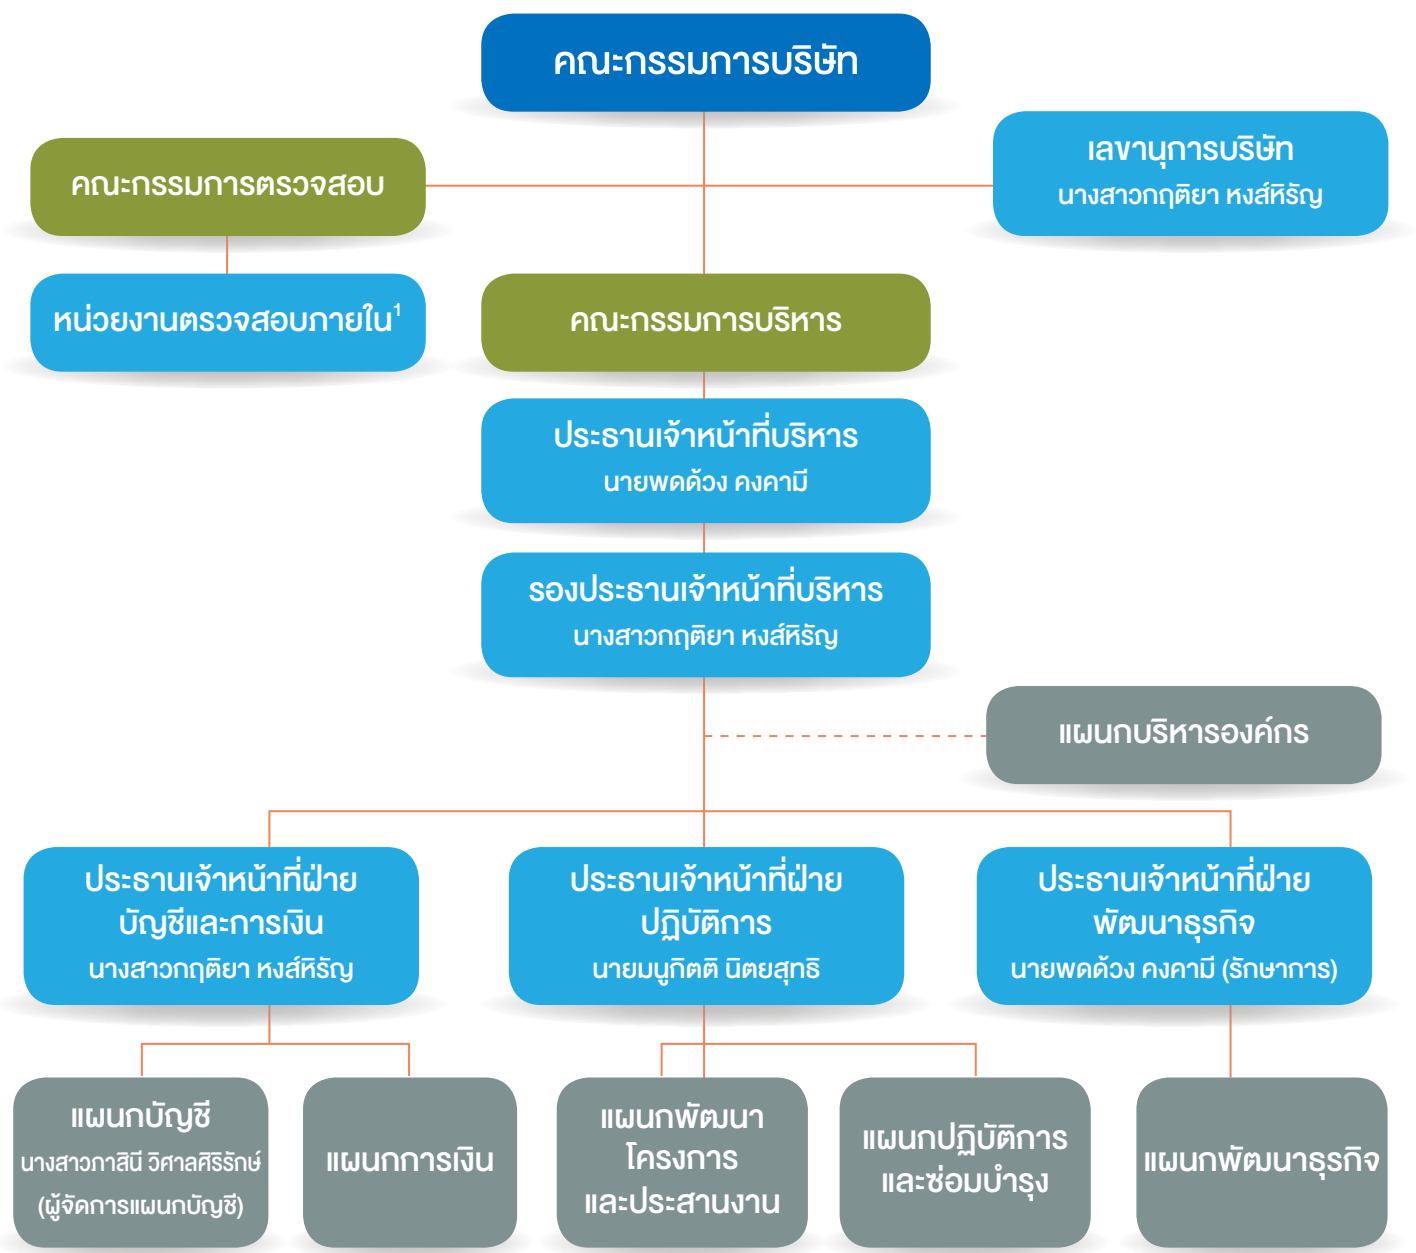 คณะกรรมการบริษัท
คณะกรรมการตรวจสอบ
เลขานุการบริษัท
นางสาวกฤติยา หงส์หิรัญ
หน่วยงานตรวจสอบภายใน¹
คณะกรรมการบริหาร
ประธานเจ้าหน้าที่บริหาร
นายพดด้วง คงคามี
รองประธานเจ้าหน้าที่บริหาร
นางสาวกฤติยา หงส์หิรัญ
แผนกบริหารองค์กร
ประธานเจ้าหน้าที่ฝ่าย
บัญชีและการเงิน
นางสาวกฤติยา หงส์หิรัญ
ประธานเจ้าหน้าที่ฝ่าย
ปฏิบัติการ
นายมนูกิตติ นิตยสุทธิ
ประธานเจ้าหน้าที่ฝ่าย
พัฒนาธุรกิจ
นายพดด้วง คงคามี (รักษาการ)
แผนกบัญชี
นางสาวภาสินี วิศาลศิริรักษ์
(ผู้จัดการแผนกบัญชี)
แผนกการเงิน
แผนกพัฒนา
โครงการ
และประสานงาน
แผนกปฏิบัติการ
และซ่อมบำรุง
แผนกพัฒนาธุรกิจ